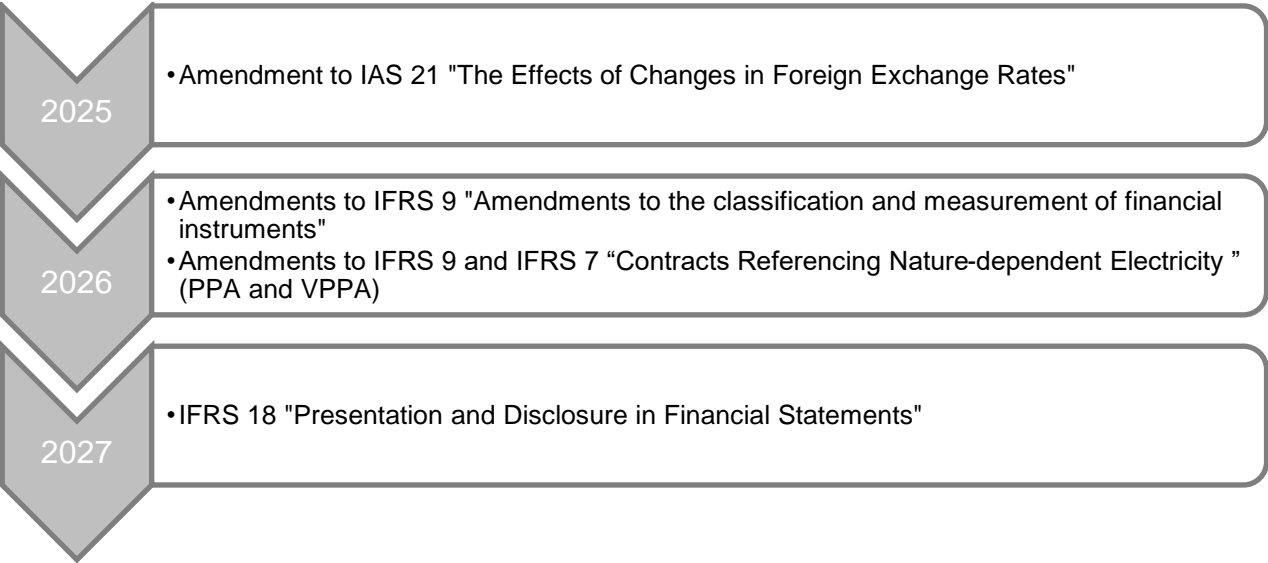 2025
•Amendment to IAS 21 "The Effects of Changes in Foreign Exchange Rates"
2026
•Amendments to IFRS 9 "Amendments to the classification and measurement of financial
instruments"
•Amendments to IFRS 9 and IFRS 7 “Contracts Referencing Nature-dependent Electricity ”
(PPA and VPPA)
2027
•IFRS 18 "Presentation and Disclosure in Financial Statements"